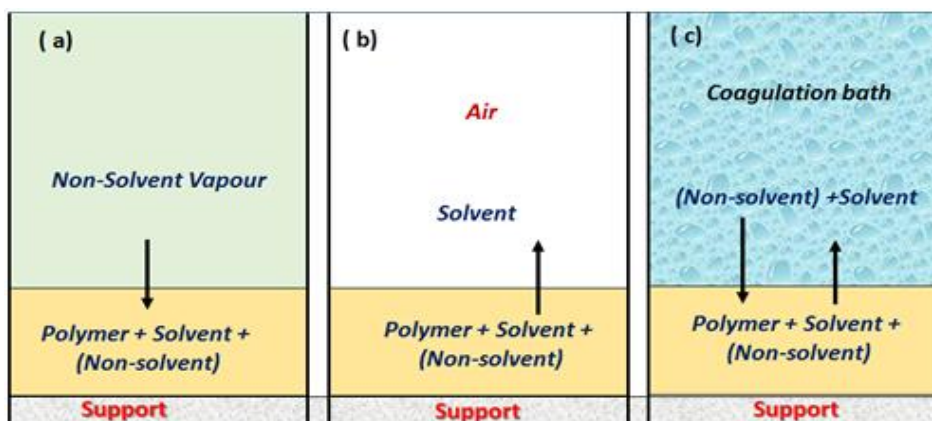 ( a)
Non-Solvent Vapour
Polymer + Solvent +
(Non-solvent)
Support
( b)
Air
Solvent
Polymer + Solvent +
(Non-solvent)
Support
( c)
Coagulation bath
(Non-solvent) +Solvent
Polymer + Solvent +
(Non-solvent)
Support